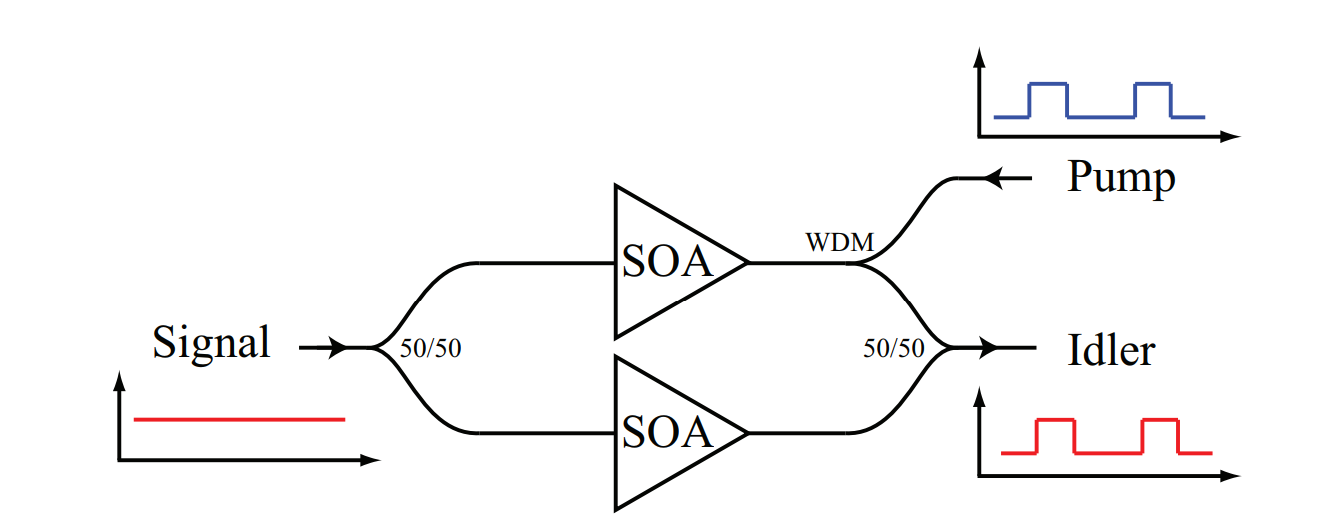 Pump
SOA
WDM
Signal
50/50
50/50
Idler
SOA